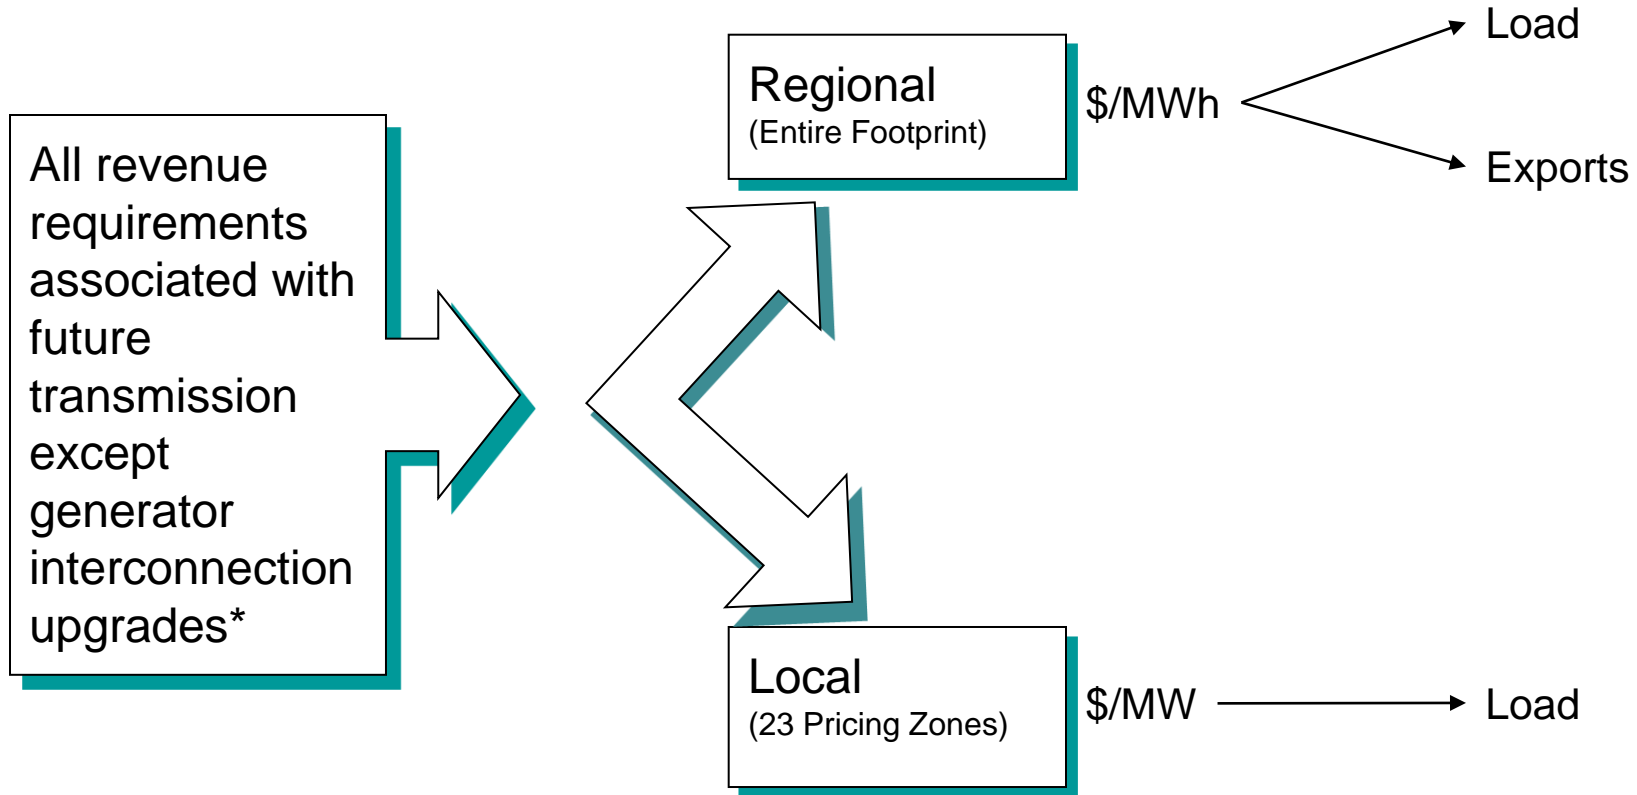 All revenue
requirements
associated with
future
transmission
except
generator
interconnection
upgrades*
Regional
(Entire Footprint)
$/MWh
Load
Exports
Local
(23 Pricing Zones)
$/MW
Load